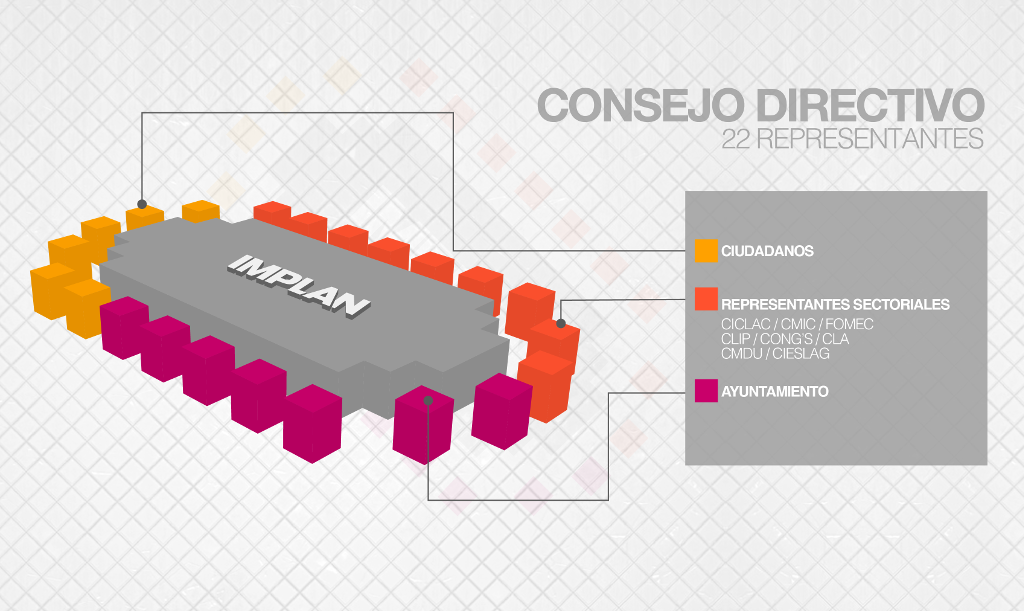 CONSEJO DIRECTIVO
22 REPRESENTANTES
IMPLAN
CIUDADANOS
REPRESENTANTES SECTORIALES
CICLAC / CMIC / FOMEC
CLIP / CONG'S / CLA
CMDU / CIESLAG
AYUNTAMIENTO